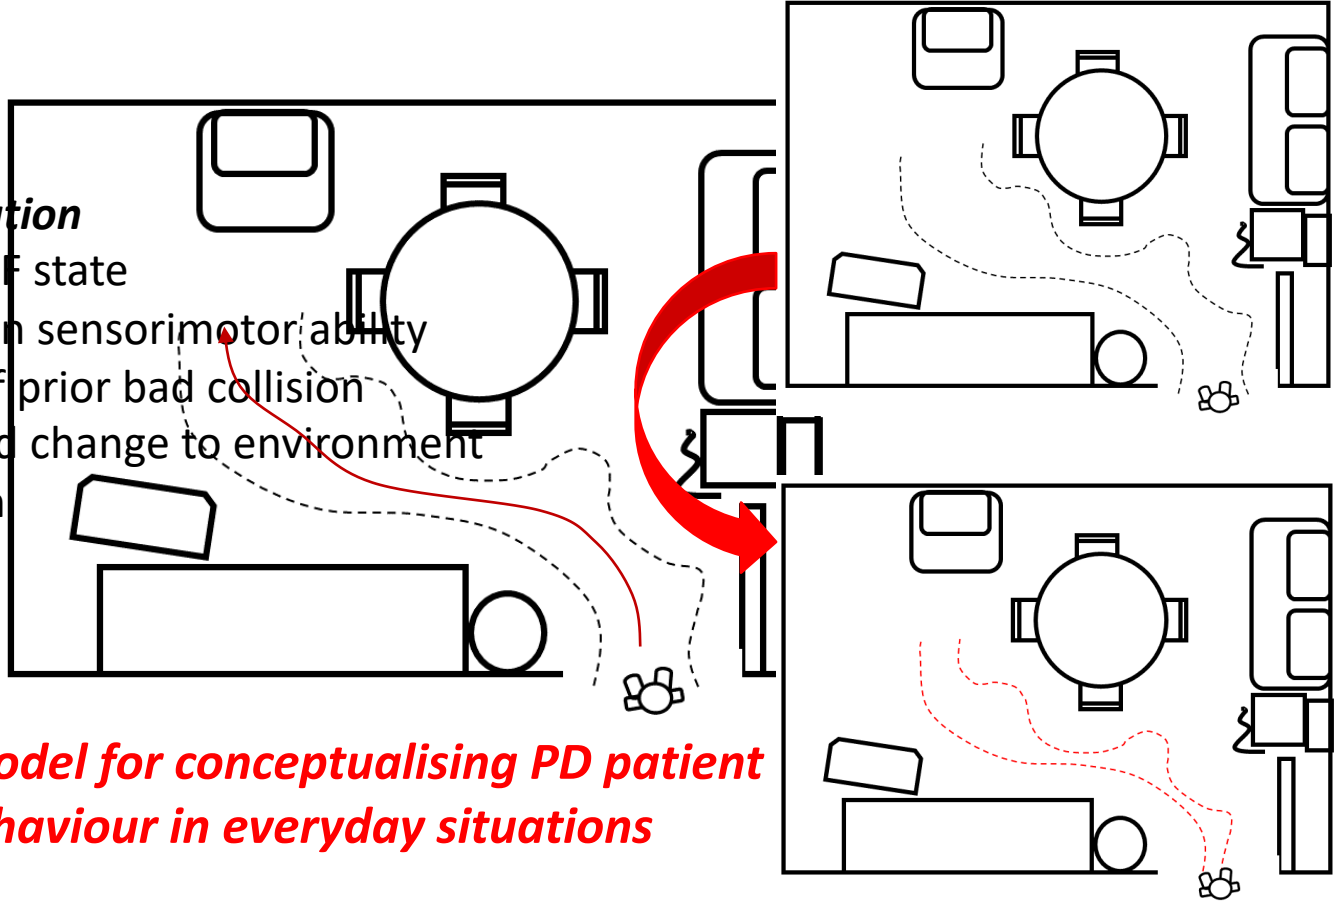 tion
F state
n sensorimotor ability
f prior bad collision
d change to environment
n
odel for conceptualising PD patient
haviour in everyday situations